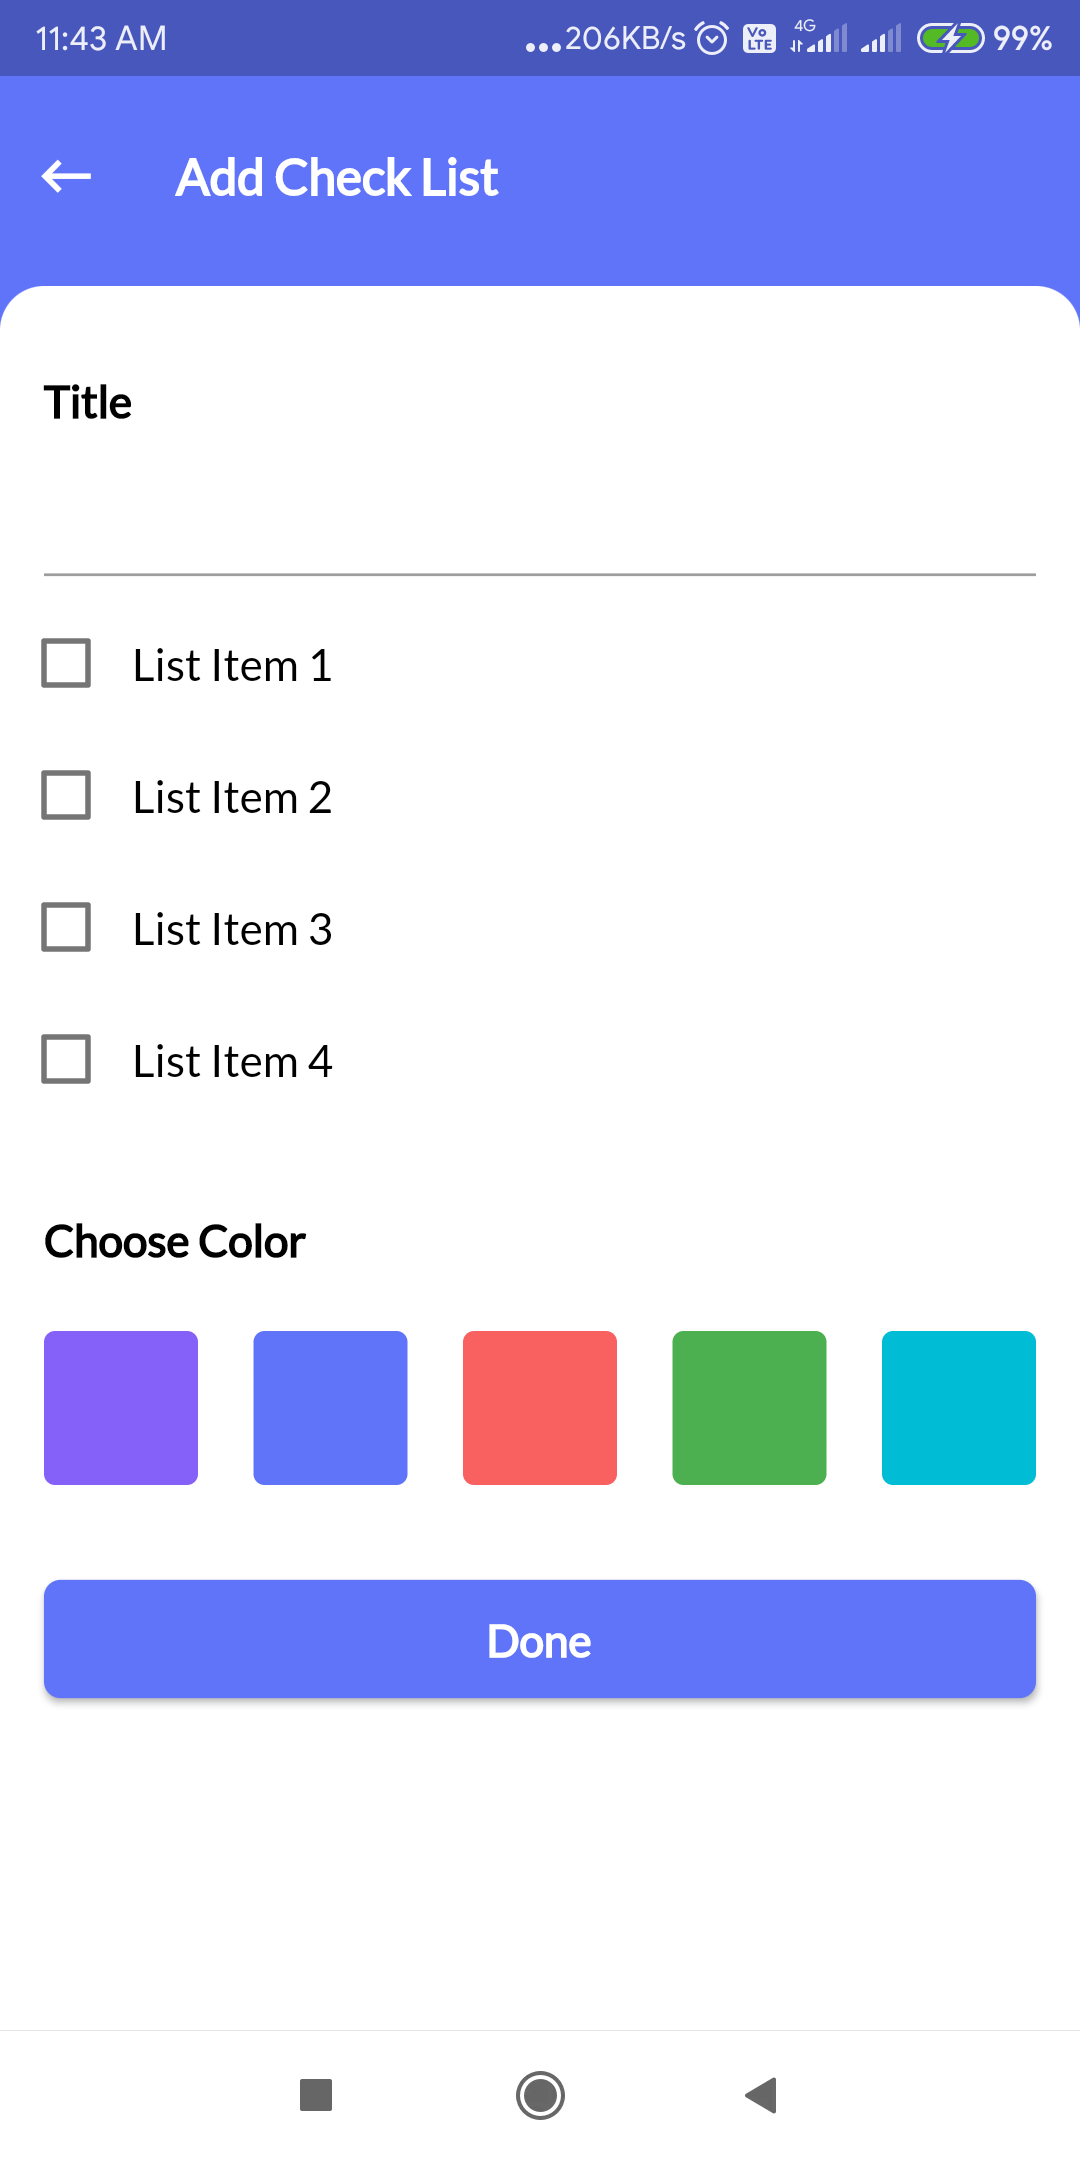 11:43 AM ...206KB/s Vo LTE 4G 99%
Add Check List
Title
List Item 1
List Item 2
List Item 3
List Item 4
Choose Color
Done